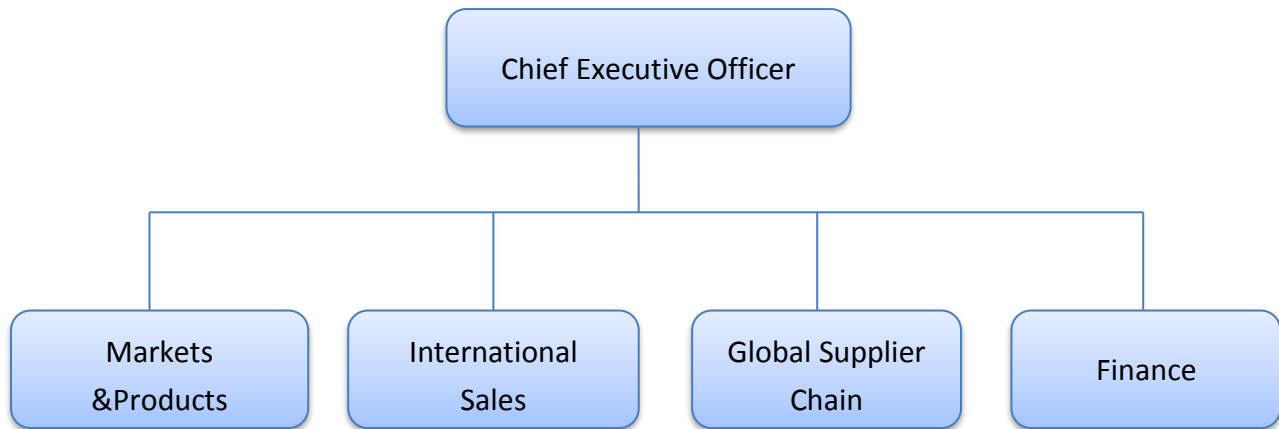 Chief Executive Officer
Markets
&Products
International
Sales
Global Supplier
Chain
Finance